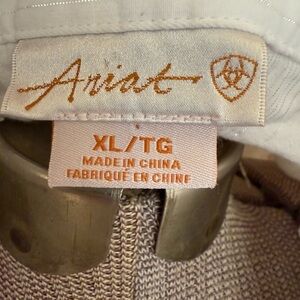 Ariat
XL/TG
MADE IN CHINA
FABRIQUÉ EN CHINE